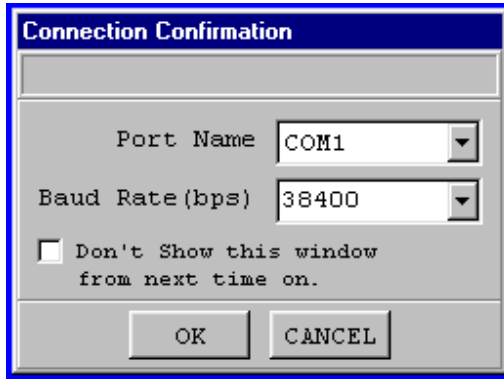 Connection Confirmation
Port Name COM1
Baud Rate(bps) 38400
Don't Show this window
from next time on.
OK CANCEL